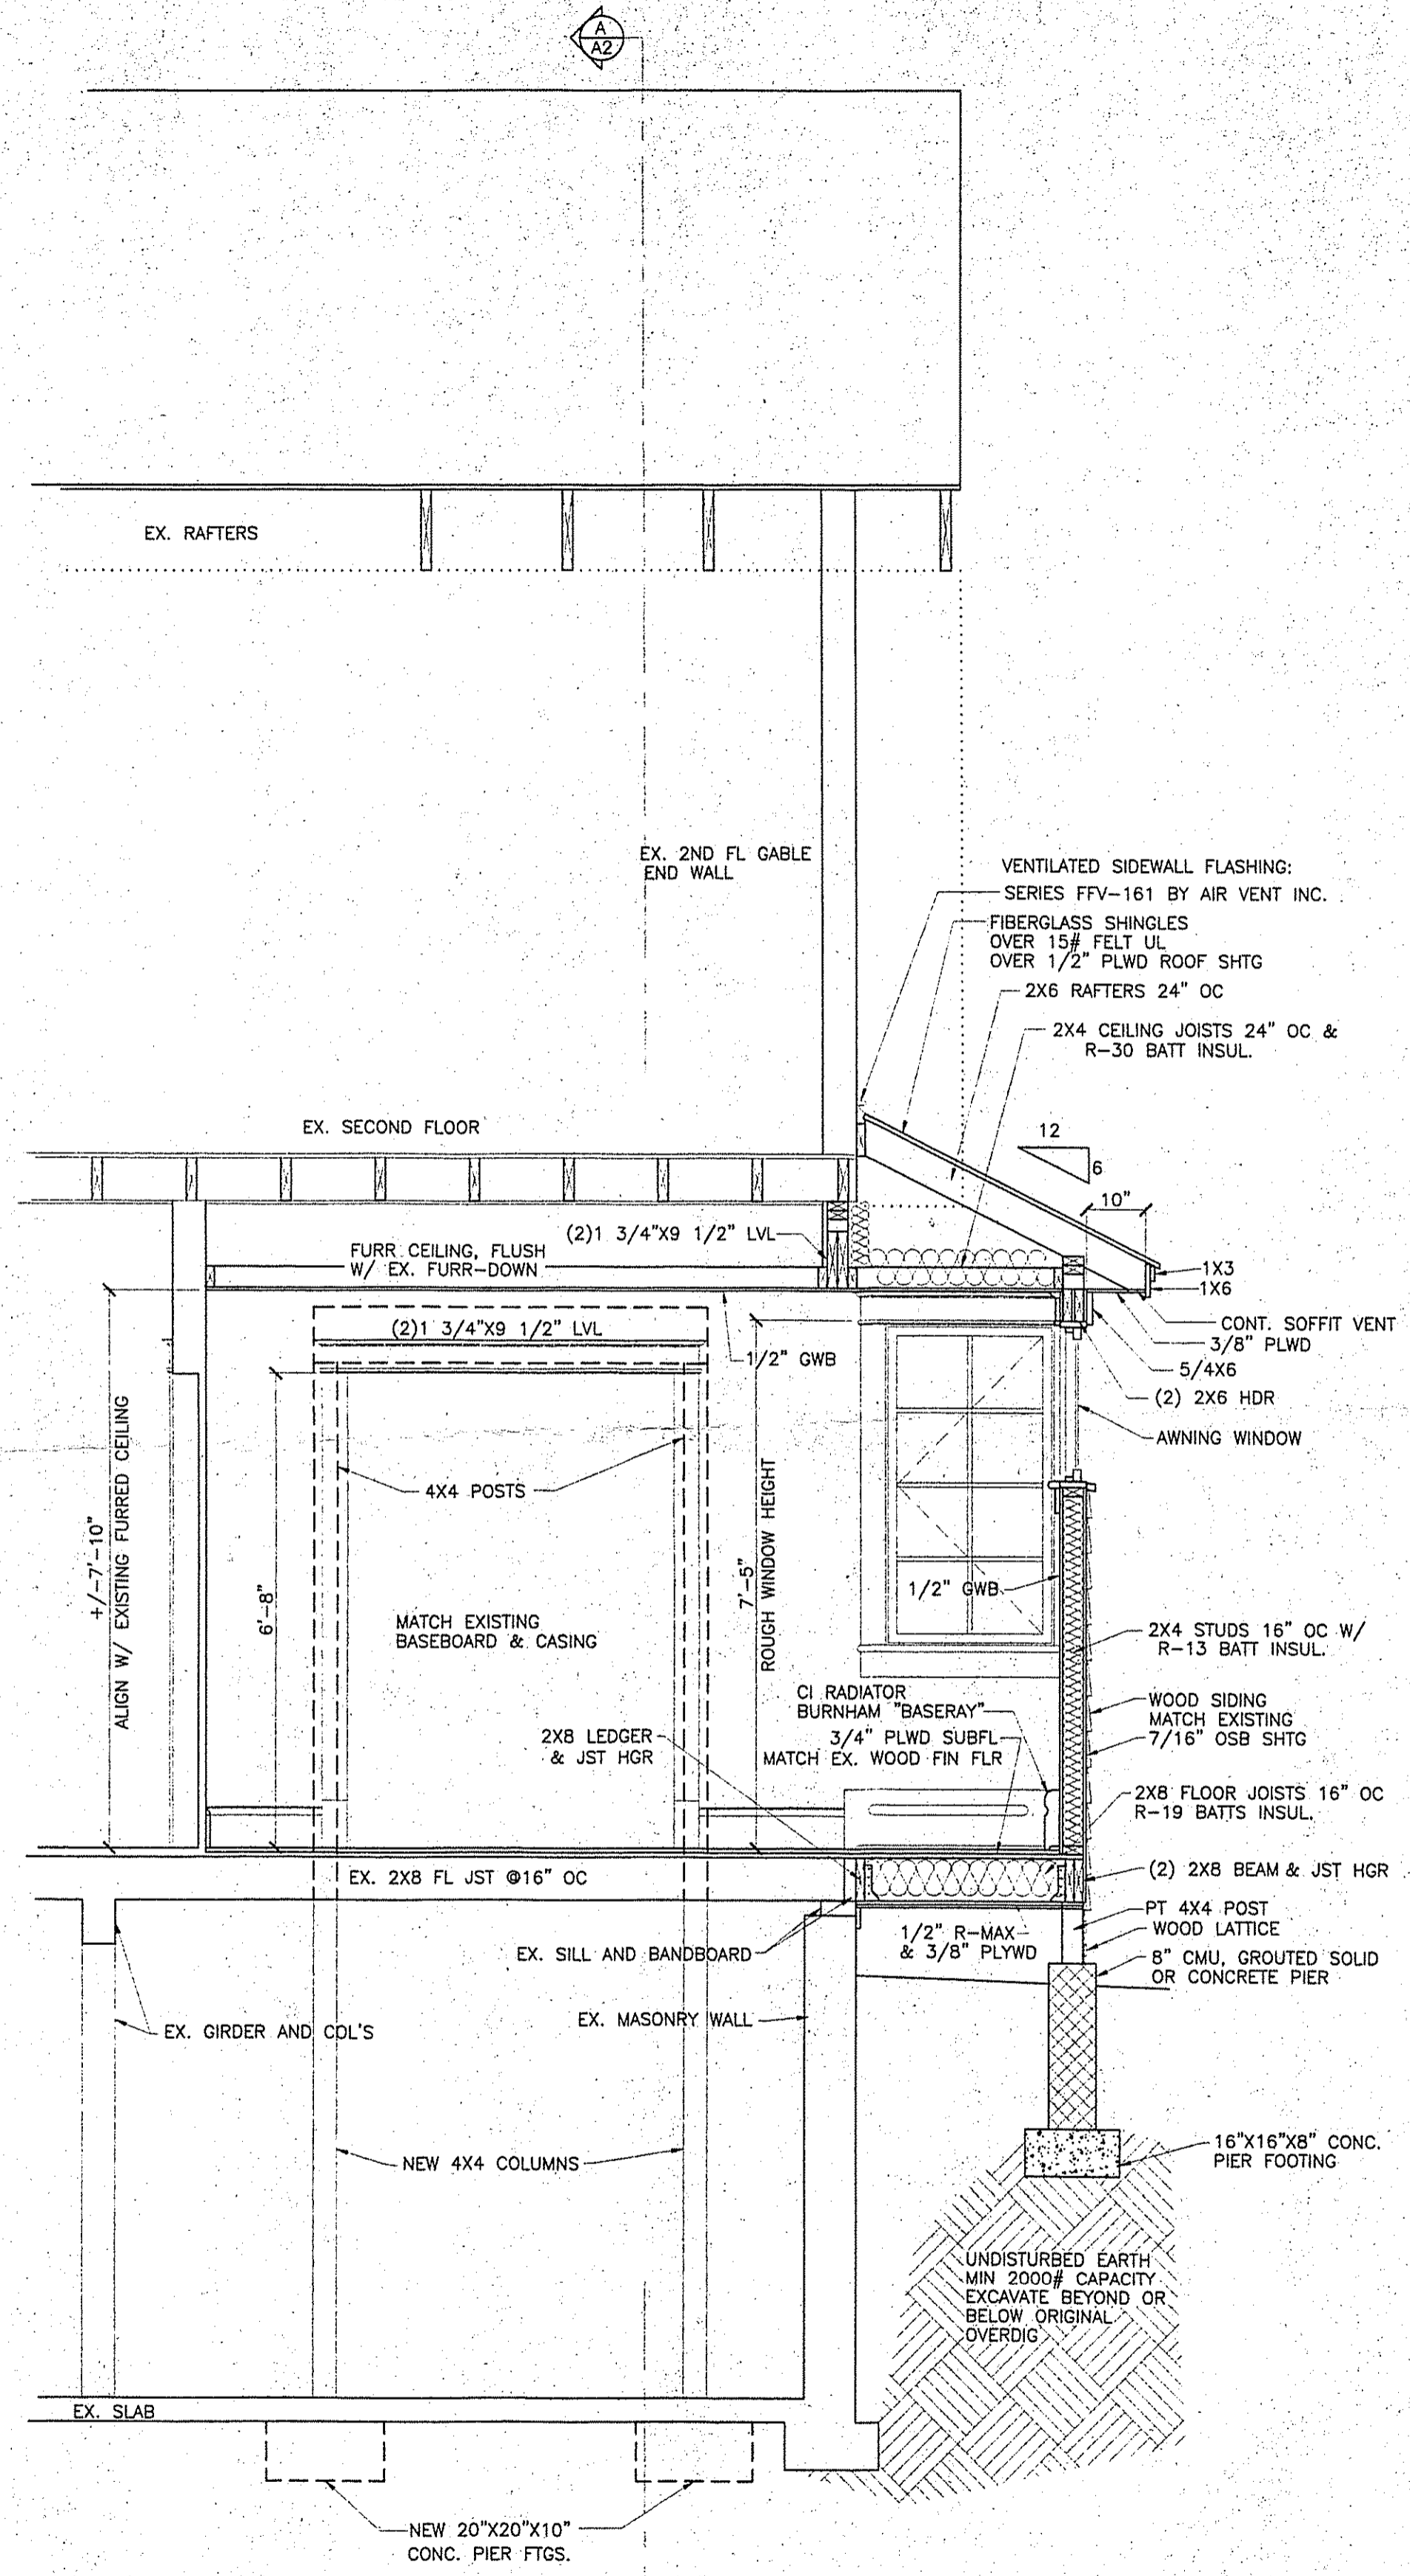 A
A2
EX. RAFTERS
EX. 2ND FL GABLE
END WALL
VENTILATED SIDEWALL FLASHING:
SERIES FFV-161 BY AIR VENT INC.
FIBERGLASS SHINGLES
OVER 15# FELT UL
OVER 1/2" PLWD ROOF SHTG
2X6 RAFTERS 24" OC
2X4 CEILING JOISTS 24" OC &
R-30 BATT INSUL.
EX. SECOND FLOOR
12
6
10"
(2)1 3/4"X9 1/2" LVL
FURR CEILING, FLUSH
W/ EX. FURR-DOWN
1X3
1X6
CONT. SOFFIT VENT
3/8" PLWD
5/4X6
(2) 2X6 HDR
AWNING WINDOW
(2)1 3/4"X9 1/2" LVL
1/2" GWB
4X4 POSTS
+/-7'-10"
ALIGN W/ EXISTING FURRED CEILING
6'-8"
7'-5"
ROUGH WINDOW HEIGHT
1/2" GWB
MATCH EXISTING
BASEBOARD & CASING
2X4 STUDS 16" OC W/
R-13 BATT INSUL.
CI RADIATOR
BURNHAM "BASERAY"
WOOD SIDING
MATCH EXISTING
7/16" OSB SHTG
2X8 LEDGER
& JST HGR
3/4" PLWD SUBFL
MATCH EX. WOOD FIN FLR
2X8 FLOOR JOISTS 16" OC
R-19 BATTS INSUL.
EX. 2X8 FL JST @16" OC
(2) 2X8 BEAM & JST HGR
PT 4X4 POST
WOOD LATTICE
1/2" R-MAX
& 3/8" PLYWD
EX. SILL AND BANDBOARD
8" CMU, GROUTED SOLID
OR CONCRETE PIER
EX. GIRDER AND COL'S
EX. MASONRY WALL
NEW 4X4 COLUMNS
16"X16"X8" CONC.
PIER FOOTING
UNDISTURBED EARTH
MIN 2000# CAPACITY
EXCAVATE BEYOND OR
BELOW ORIGINAL
OVERDIG
EX. SLAB
NEW 20"X20"X10"
CONC. PIER FTGS.